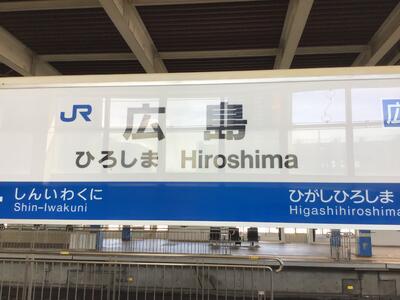 JR 広島 広
ひろしま Hiroshima
しんいわくに ひがしひろしま
Shin-Iwakuni Higashihiroshima